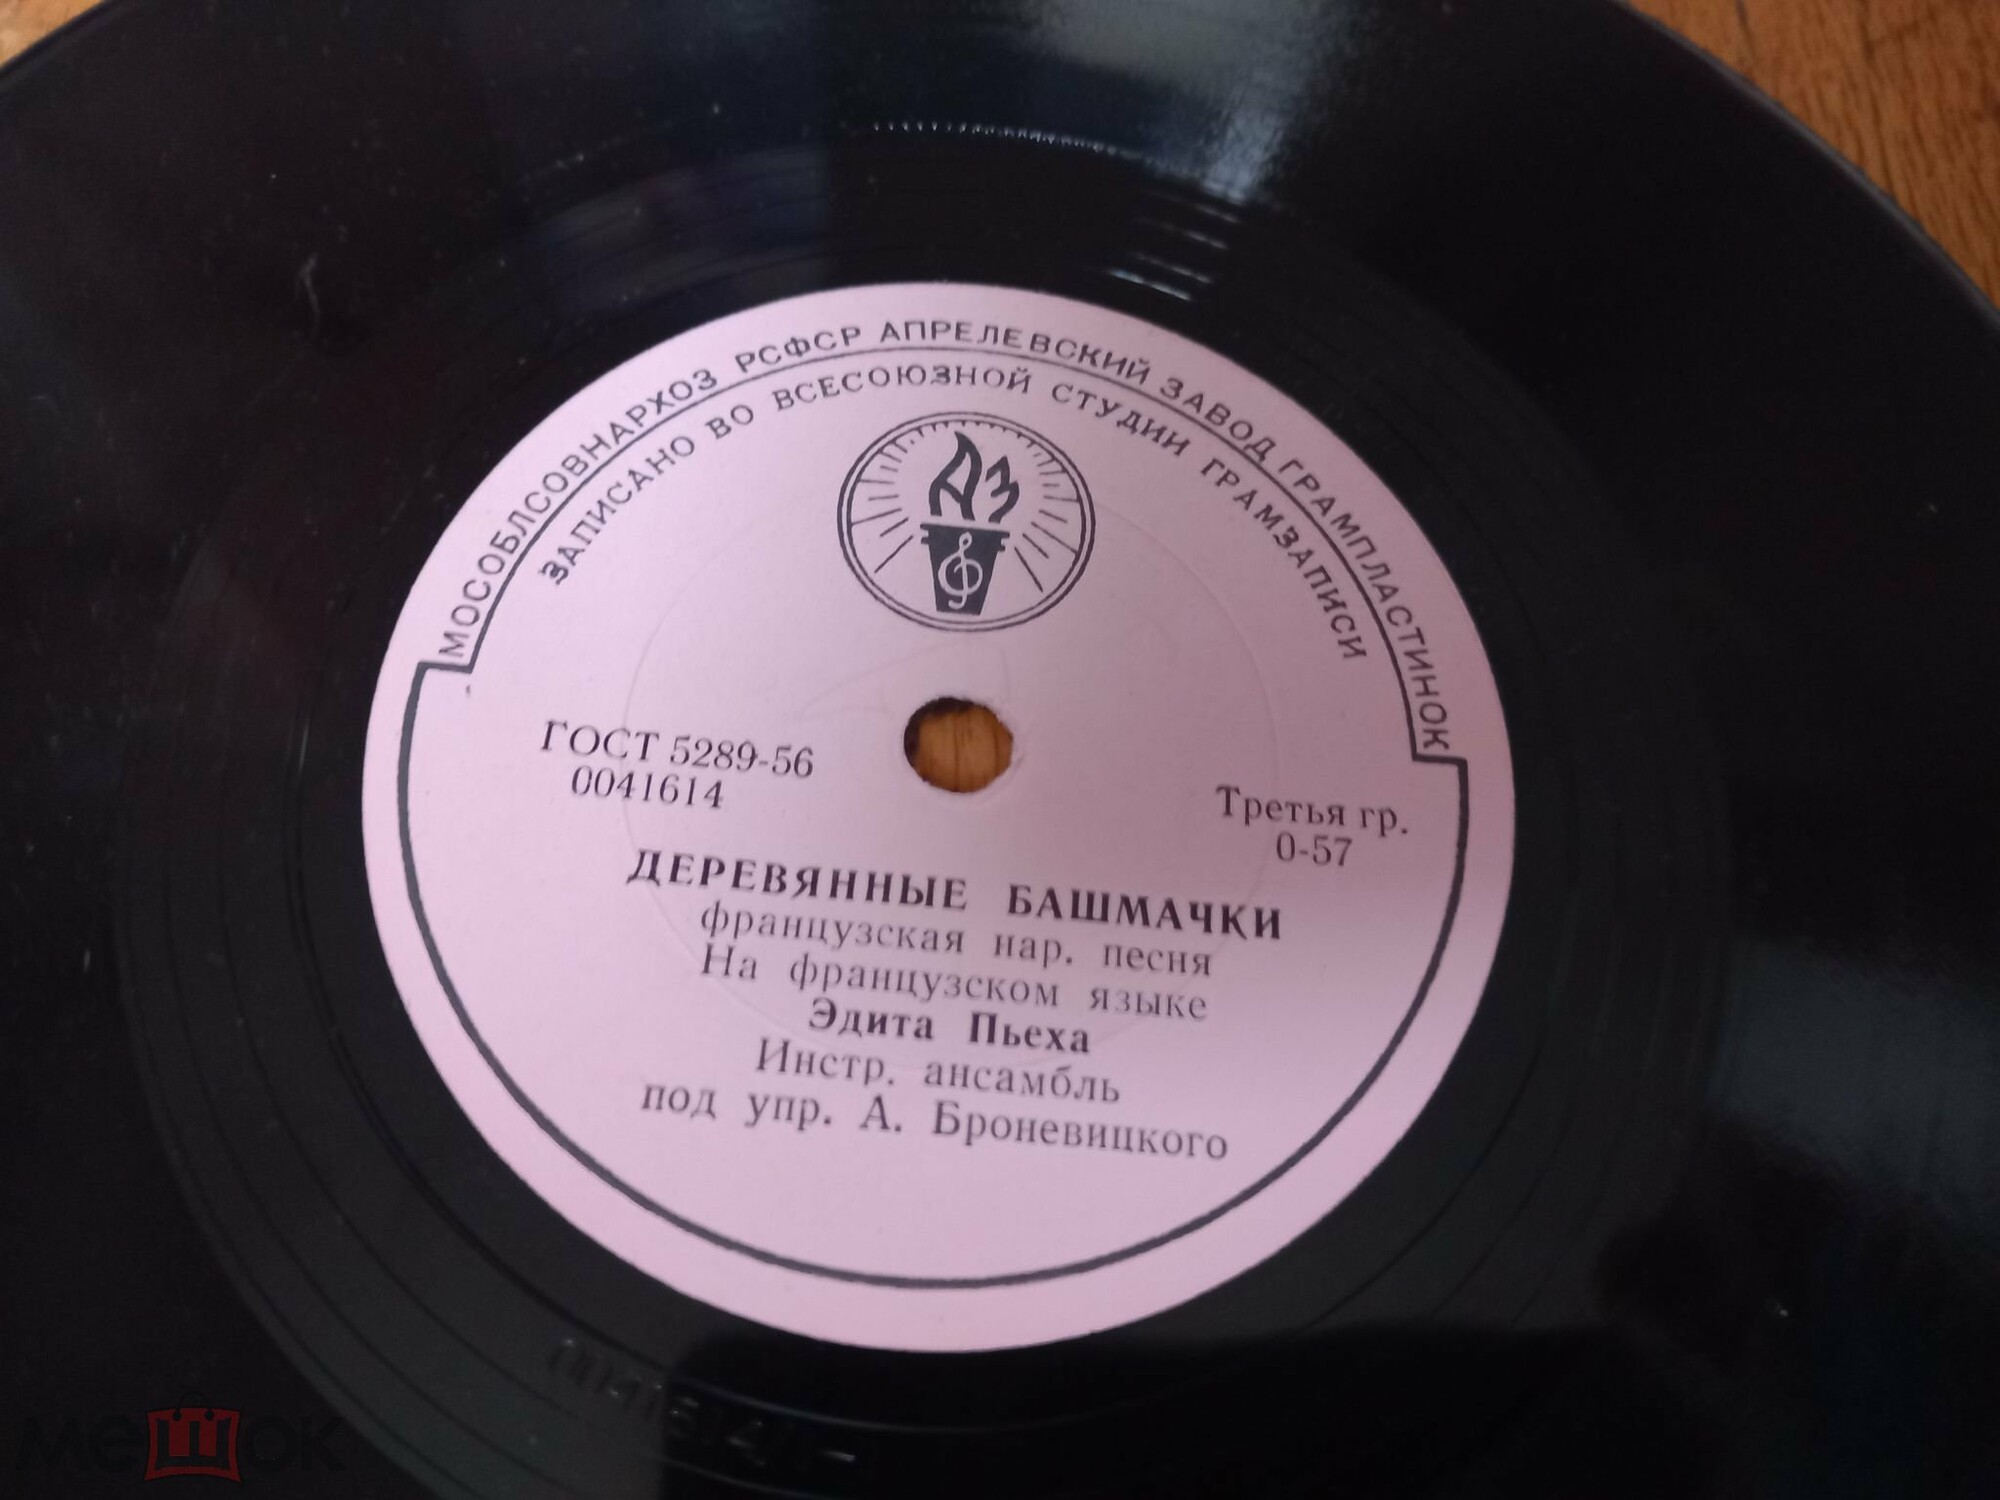 МОСОБЛСОВНАРХОЗ РСФСР АПРЕЛЕВСКИЙ ЗАВОД ГРАМПЛАСТИНОК
ЗАПИСАНО ВО ВСЕСОЮЗНОЙ СТУДИИ ГРАМЗАПИСИ
АЗ
ГОСТ 5289-56
0041614
Третья гр.
0-57
ДЕРЕВЯННЫЕ БАШМАЧКИ
французская нар. песня
На французском языке
Эдита Пьеха
Инстр. ансамбль
под упр. А. Броневицкого
мешок